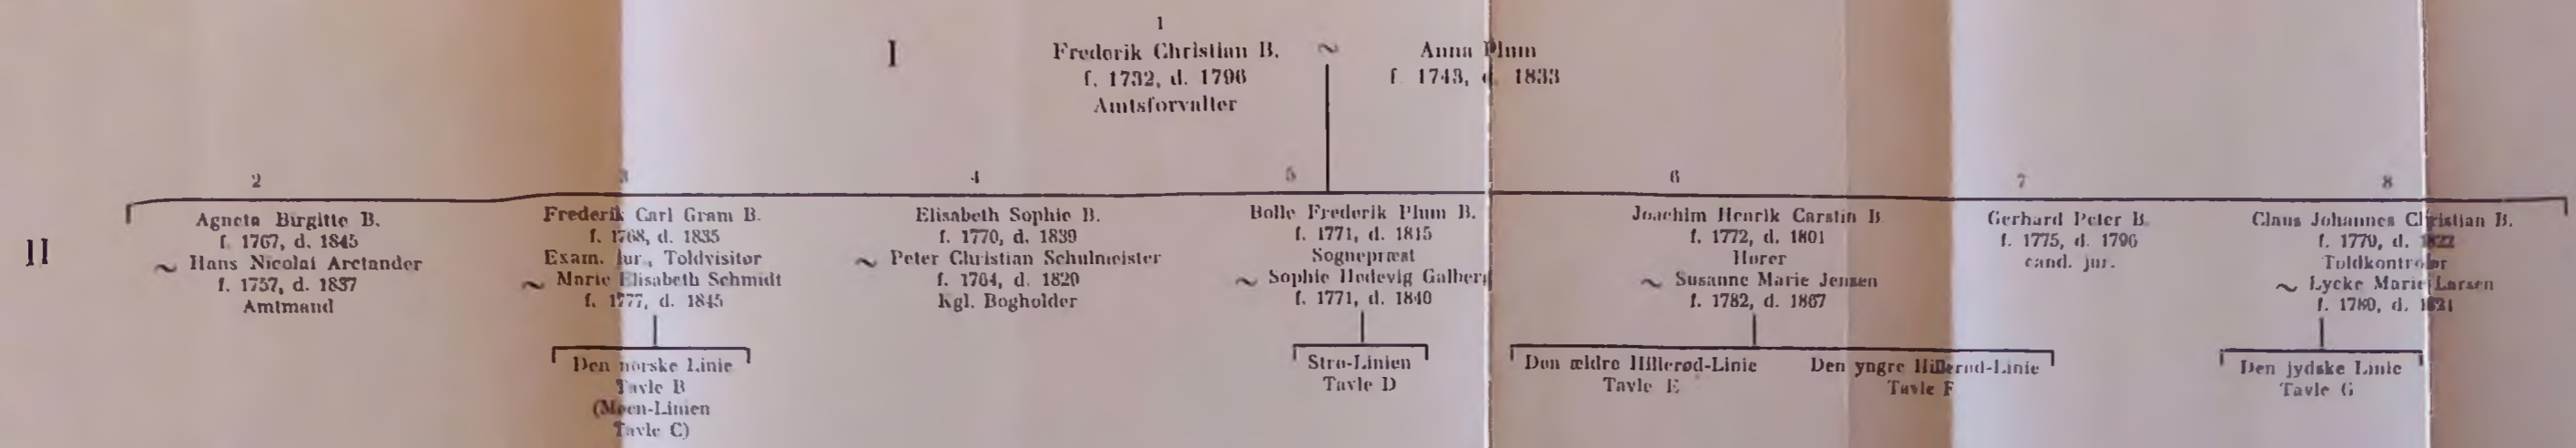 1
I
Frederik Christian B. ~ Anna Plum
f. 1732, d. 1796
f. 1743, d. 1833
Amtsforvalter
II
2
Agneta Birgitte B.
f. 1767, d. 1845
~ Hans Nicolai Arctander
f. 1757, d. 1837
Amtmand
3
Frederik Carl Gram B.
f. 1768, d. 1835
Exam. jur., Toldvisitør
~ Marie Elisabeth Schmidt
f. 1777, d. 1845
Den norske Linie
Tavle B
(Møen-Linien
Tavle C)
4
Elisabeth Sophie B.
f. 1770, d. 1839
~ Peter Christian Schulmeister
f. 1764, d. 1820
Kgl. Bogholder
5
Bolle Frederik Plum B.
f. 1771, d. 1815
Sognepræst
~ Sophie Hedevig Galberg
f. 1771, d. 1840
Strø-Linien
Tavle D
6
Joachim Henrik Carstin B.
f. 1772, d. 1801
Hører
~ Susanne Marie Jensen
f. 1782, d. 1867
Den ældre Hillerød-Linie
Tavle E
Den yngre Hillerød-Linie
Tavle F
7
Gerhard Peter B.
f. 1775, d. 1796
cand. jur.
8
Claus Johannes Christian B.
f. 1779, d. 1822
Toldkontrolør
~ Lycke Marie Larsen
f. 1780, d. 1821
Den jydske Linie
Tavle G